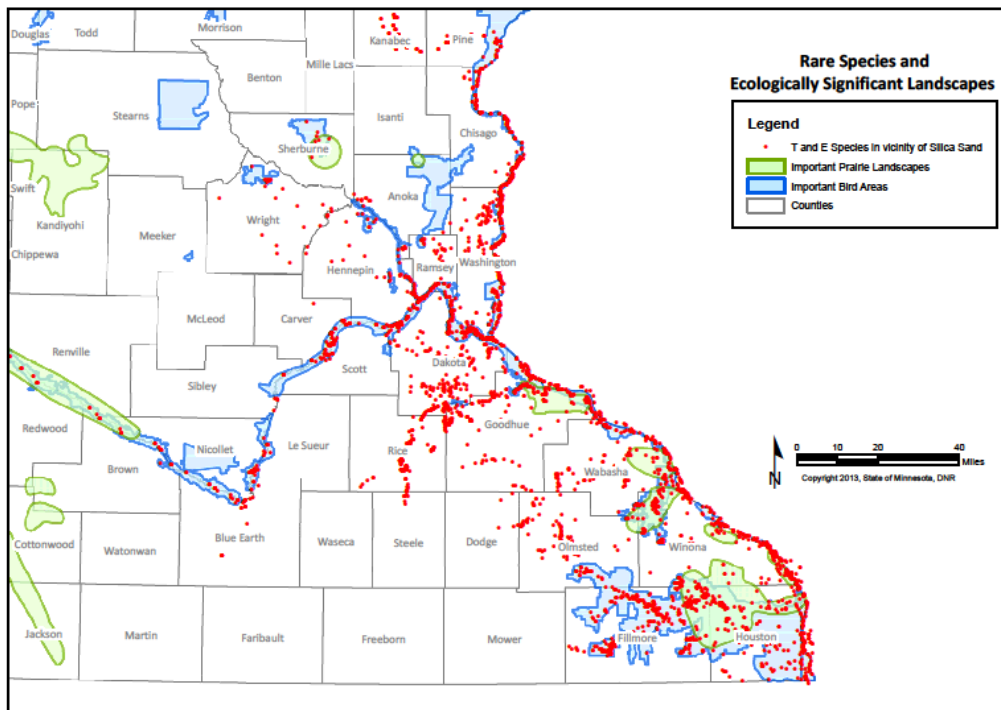 Rare Species and
Ecologically Significant Landscapes
Legend
T and E Species in vicinity of Silica Sand
Important Prairie Landscapes
Important Bird Areas
Counties
Douglas
Todd
Morrison
Kanabec
Pine
Mille Lacs
Benton
Pope
Stearns
Isanti
Chisago
Sherburne
Swift
Kandiyohi
Anoka
Wright
Meeker
Chippewa
Hennepin
Ramsey
Washington
McLeod
Carver
Renville
Scott
Dakota
Sibley
Redwood
Nicollet
Le Sueur
Rice
Goodhue
Brown
Wabasha
Cottonwood
Watonwan
Blue Earth
Waseca
Steele
Dodge
Olmsted
Winona
Jackson
Martin
Faribault
Freeborn
Mower
Fillmore
Houston
N
0 10 20 40
Miles
Copyright 2013, State of Minnesota, DNR